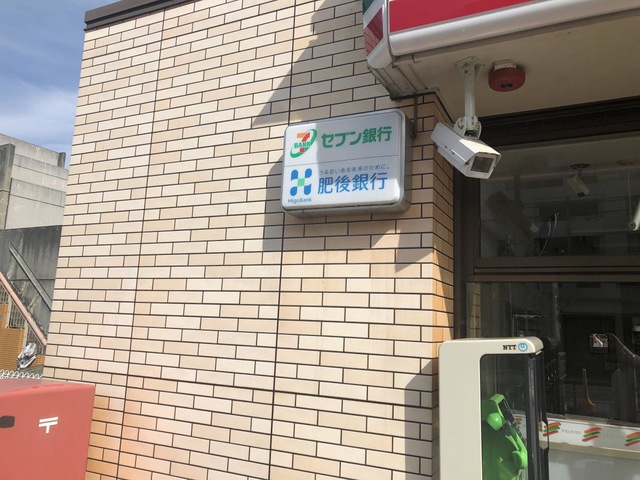 7
BANK
セブン銀行
うるおいある未来のために。
肥後銀行
HigoBank
NTT
〒